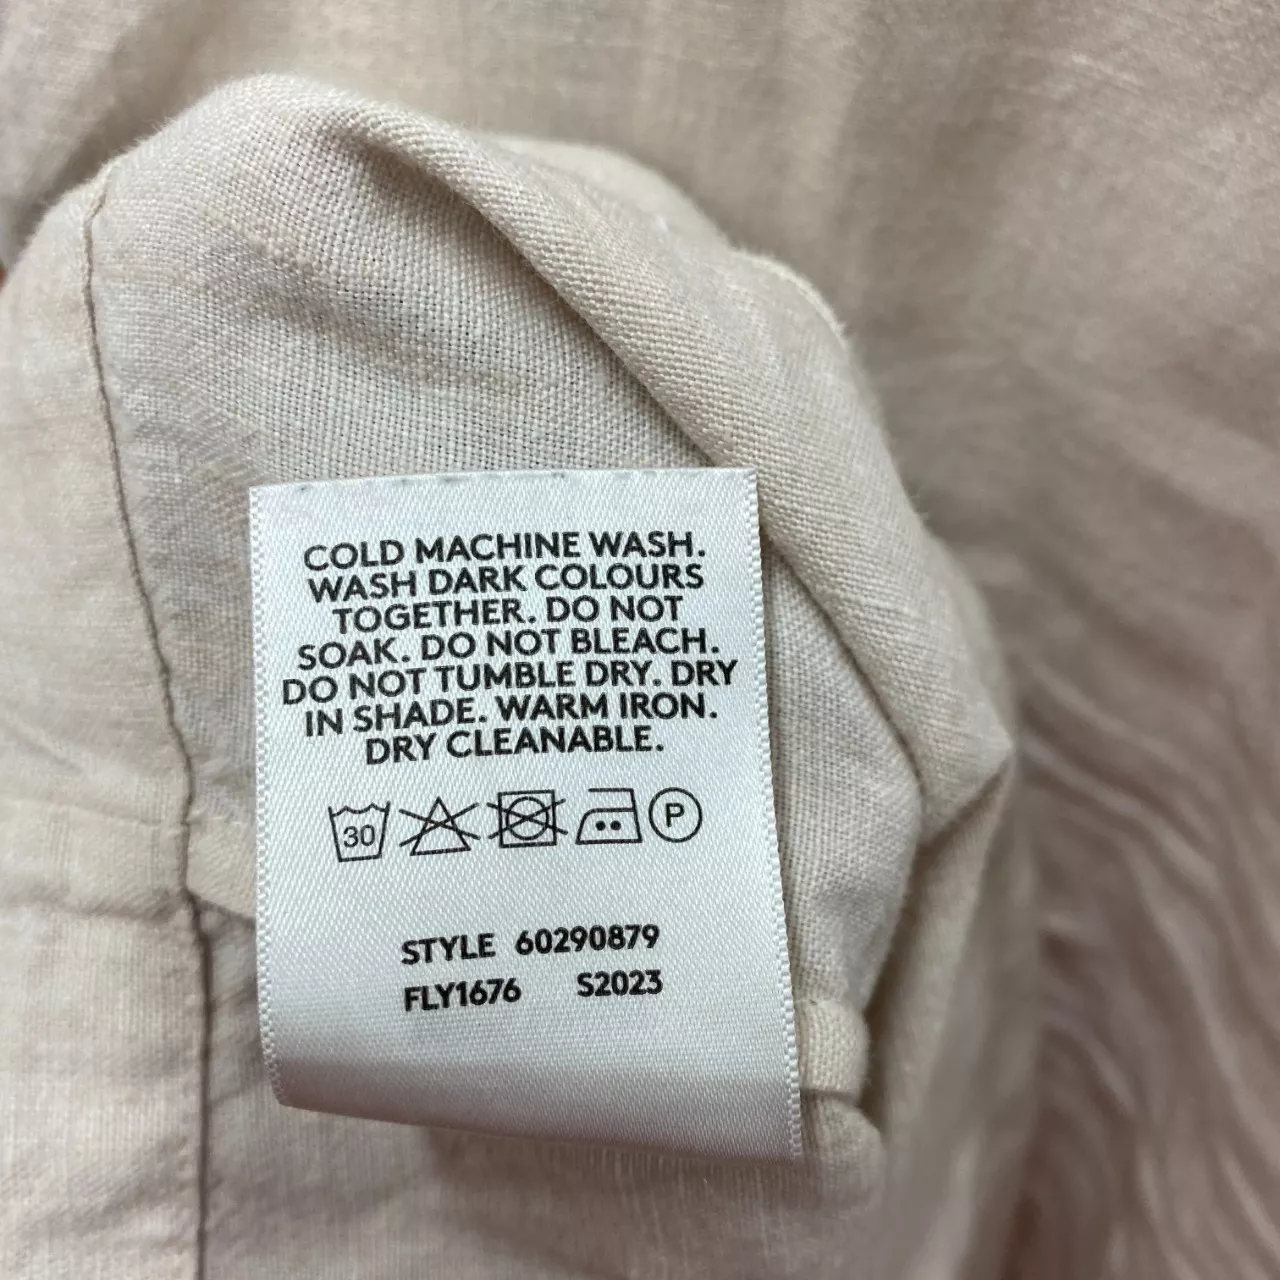 COLD MACHINE WASH.
WASH DARK COLOURS
TOGETHER. DO NOT
SOAK. DO NOT BLEACH.
DO NOT TUMBLE DRY. DRY
IN SHADE. WARM IRON.
DRY CLEANABLE.
30 P
STYLE 60290879
FLY1676 S2023